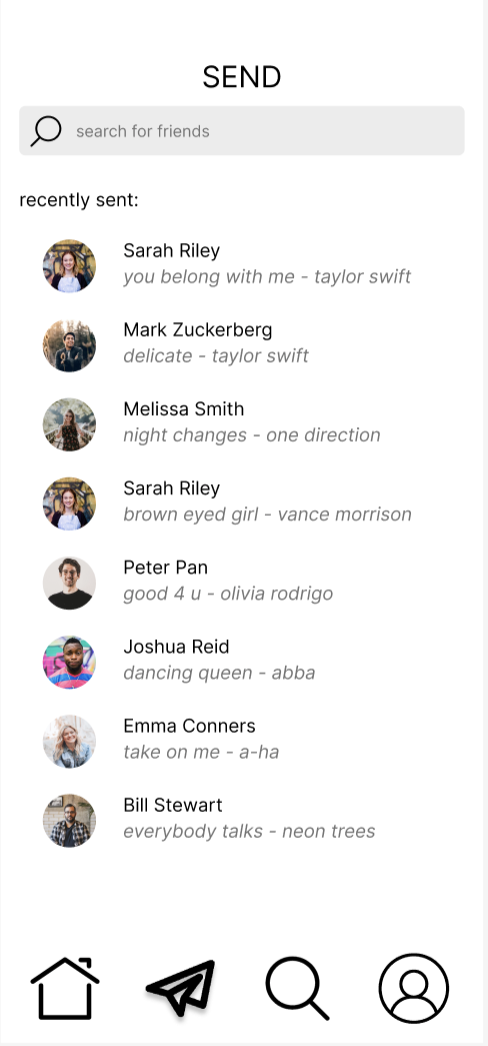 SEND
search for friends
recently sent:
Sarah Riley
you belong with me - taylor swift
Mark Zuckerberg
delicate - taylor swift
Melissa Smith
night changes - one direction
Sarah Riley
brown eyed girl - vance morrison
Peter Pan
good 4 u - olivia rodrigo
Joshua Reid
dancing queen - abba
Emma Conners
take on me - a-ha
Bill Stewart
everybody talks - neon trees